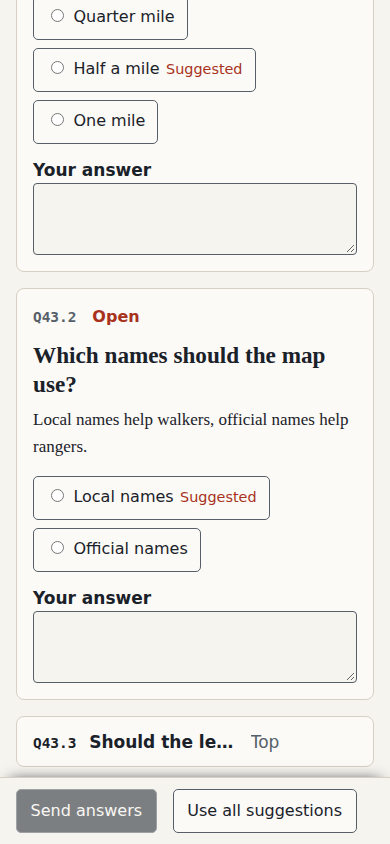 Quarter mile
Half a mile Suggested
One mile
Your answer
Q43.2 Open
Which names should the map
use?
Local names help walkers, official names help
rangers.
Local names Suggested
Official names
Your answer
Q43.3 Should the le… Top
Send answers Use all suggestions